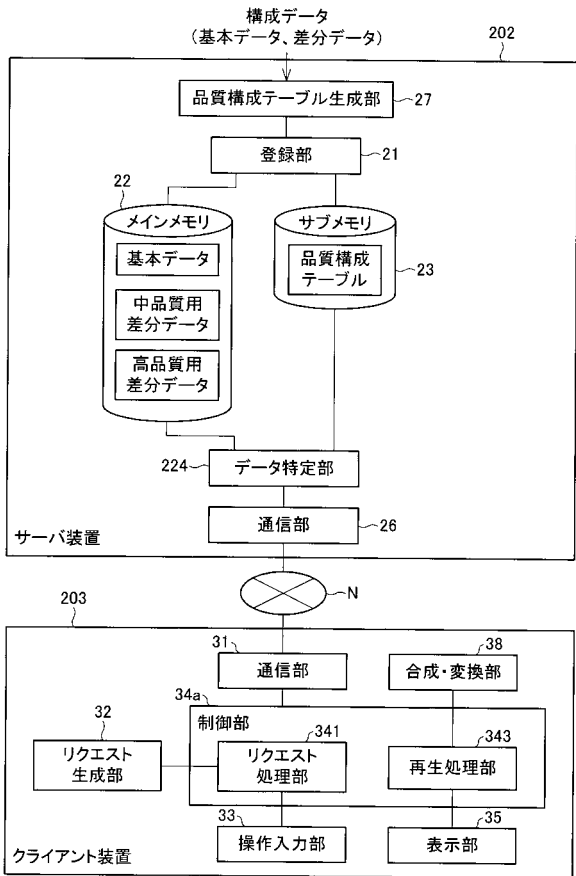 構成データ
(基本データ、差分データ)
202
品質構成テーブル生成部
27
登録部
21
22
メインメモリ
サブメモリ
基本データ
品質構成
テーブル
23
中品質用
差分データ
高品質用
差分データ
224
データ特定部
通信部
26
サーバ装置
N
203
31
通信部
38
合成・変換部
34a
制御部
32
リクエスト
生成部
341
リクエスト
処理部
343
再生処理部
33
操作入力部
35
表示部
クライアント装置